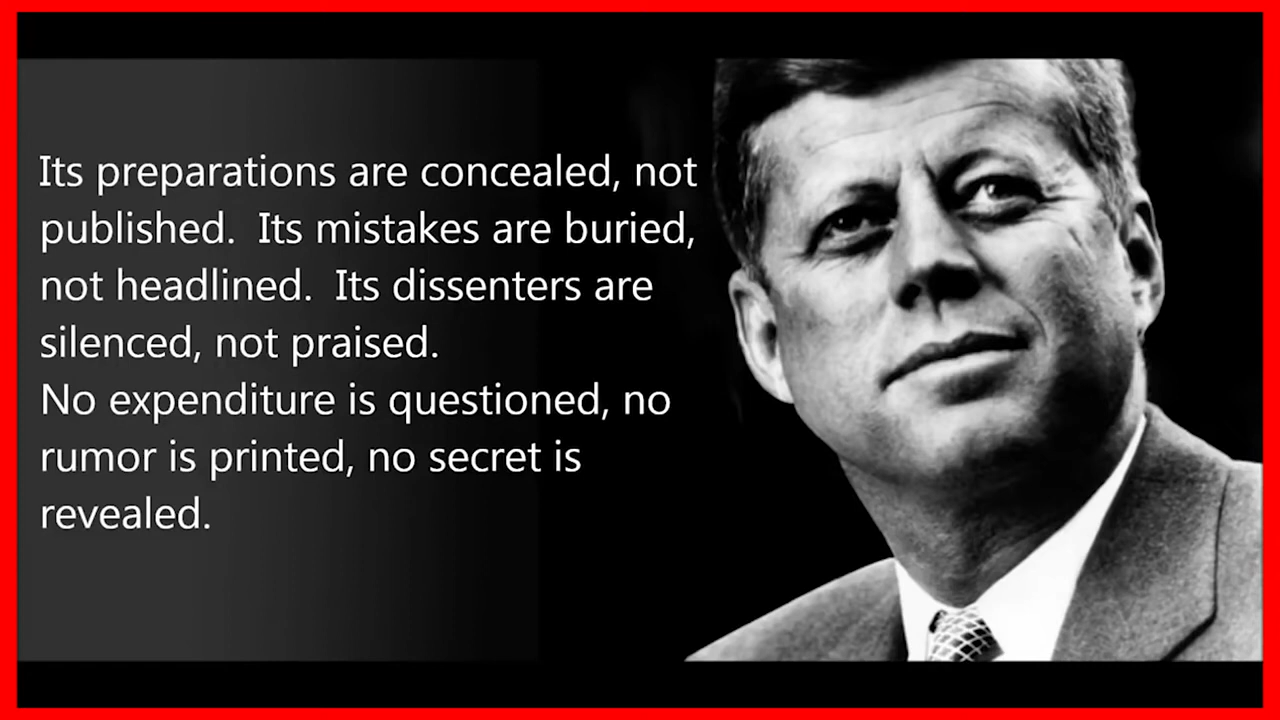 Its preparations are concealed, not
published.  Its mistakes are buried,
not headlined.  Its dissenters are
silenced, not praised.
No expenditure is questioned, no
rumor is printed, no secret is
revealed.